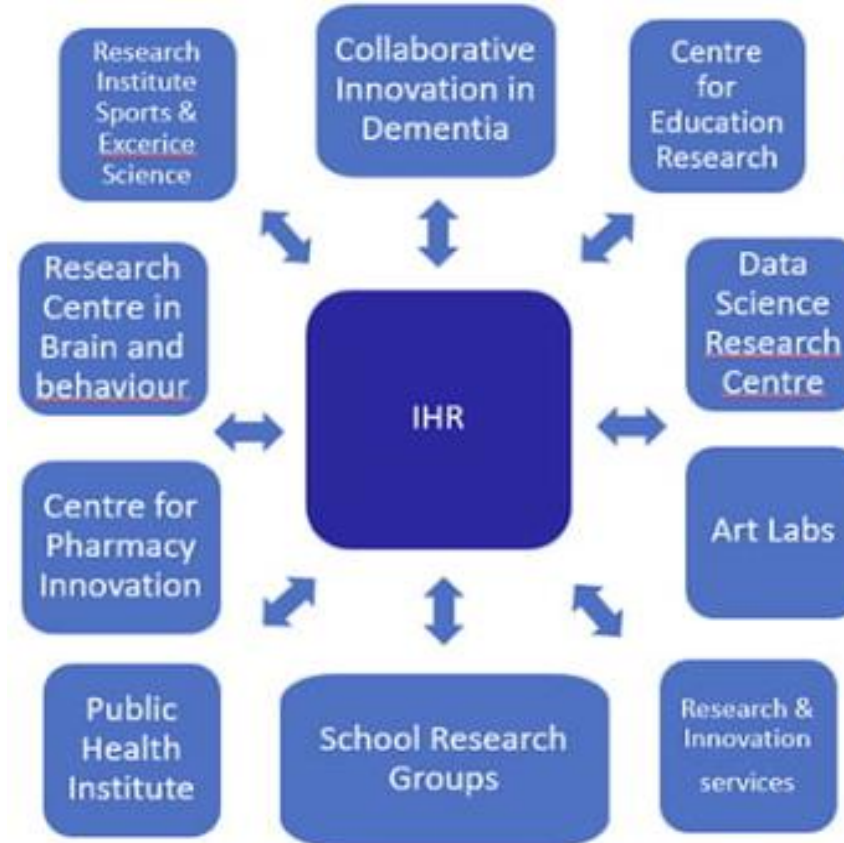 Research
Institute
Sports &
Excerice
Science
Collaborative
Innovation in
Dementia
Centre
for
Education
Research
Research
Centre in
Brain and
behaviour
IHR
Data
Science
Research
Centre
Centre for
Pharmacy
Innovation
Art Labs
Public
Health
Institute
School Research
Groups
Research &
Innovation
services